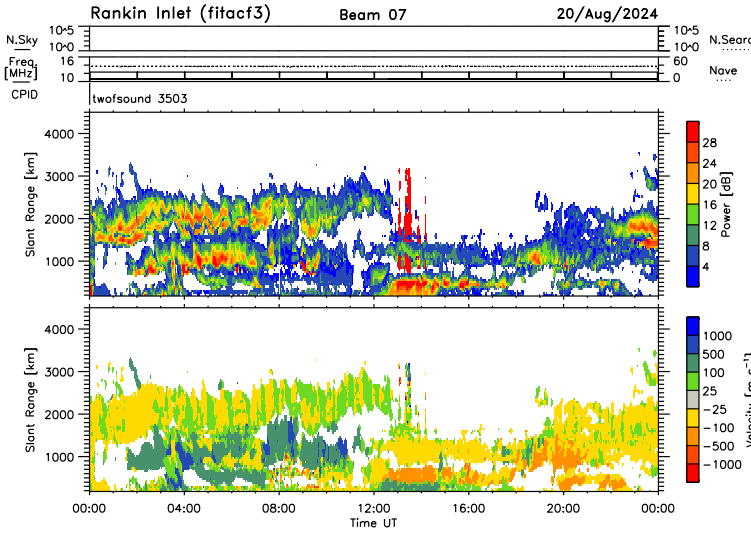 Rankin Inlet (fitacf3) Beam 07 20/Aug/2024
N.Sky 10^5 10^0 10^5 10^0 N.Searc
Freq. [MHz] 16 10 60 0 Nave
CPID twofsound 3503
Slant Range [km] 4000 3000 2000 1000
28 24 20 16 12 8 4 Power [dB]
Slant Range [km] 4000 3000 2000 1000
1000 500 100 25 -25 -100 -500 -1000 Velocity [m s^-1]
00:00 04:00 08:00 12:00 16:00 20:00 00:00
Time UT